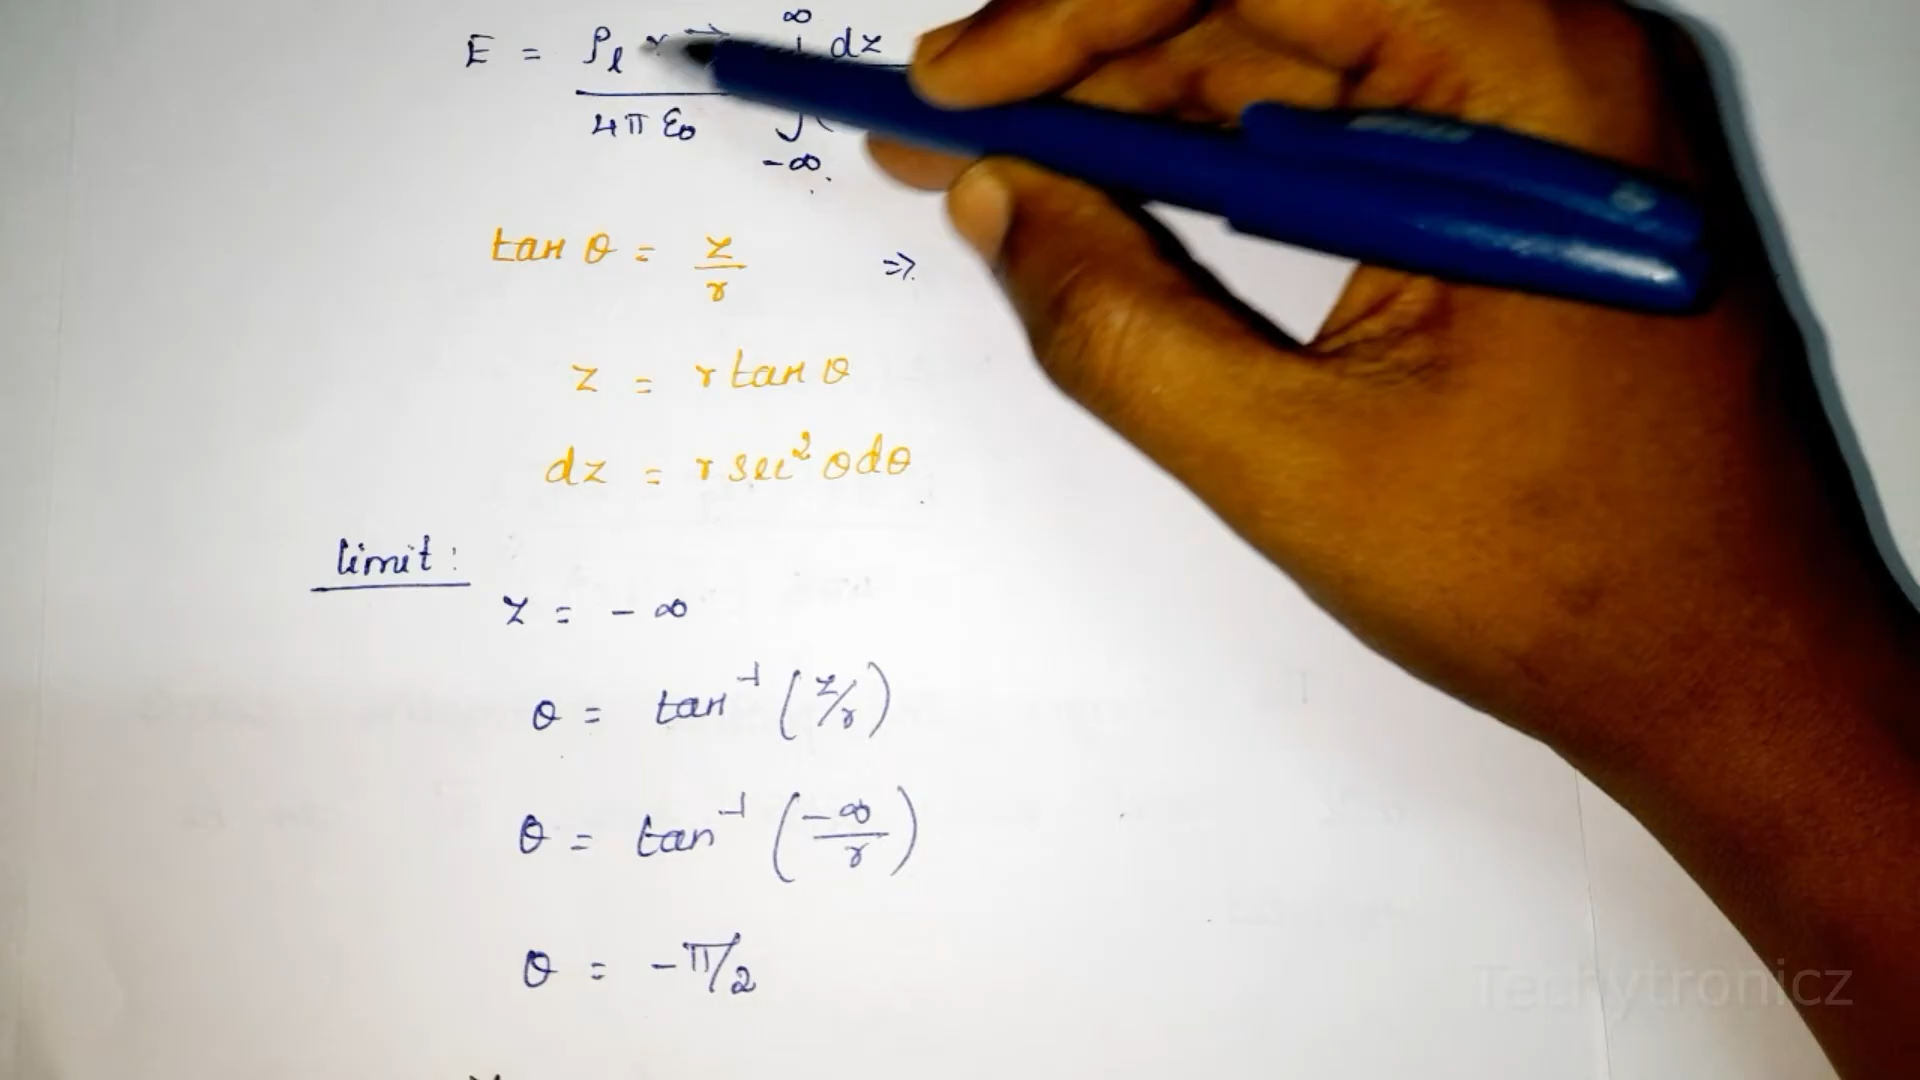 E = ρl r ∞ dz
4π ε0 ∫ -∞
tan θ = z/r ⇒
z = r tan θ
dz = r sec² θ dθ
limit:
z = - ∞
θ = tan⁻¹ (z/r)
θ = tan⁻¹ (-∞/r)
θ = -π/2
Techytronicz